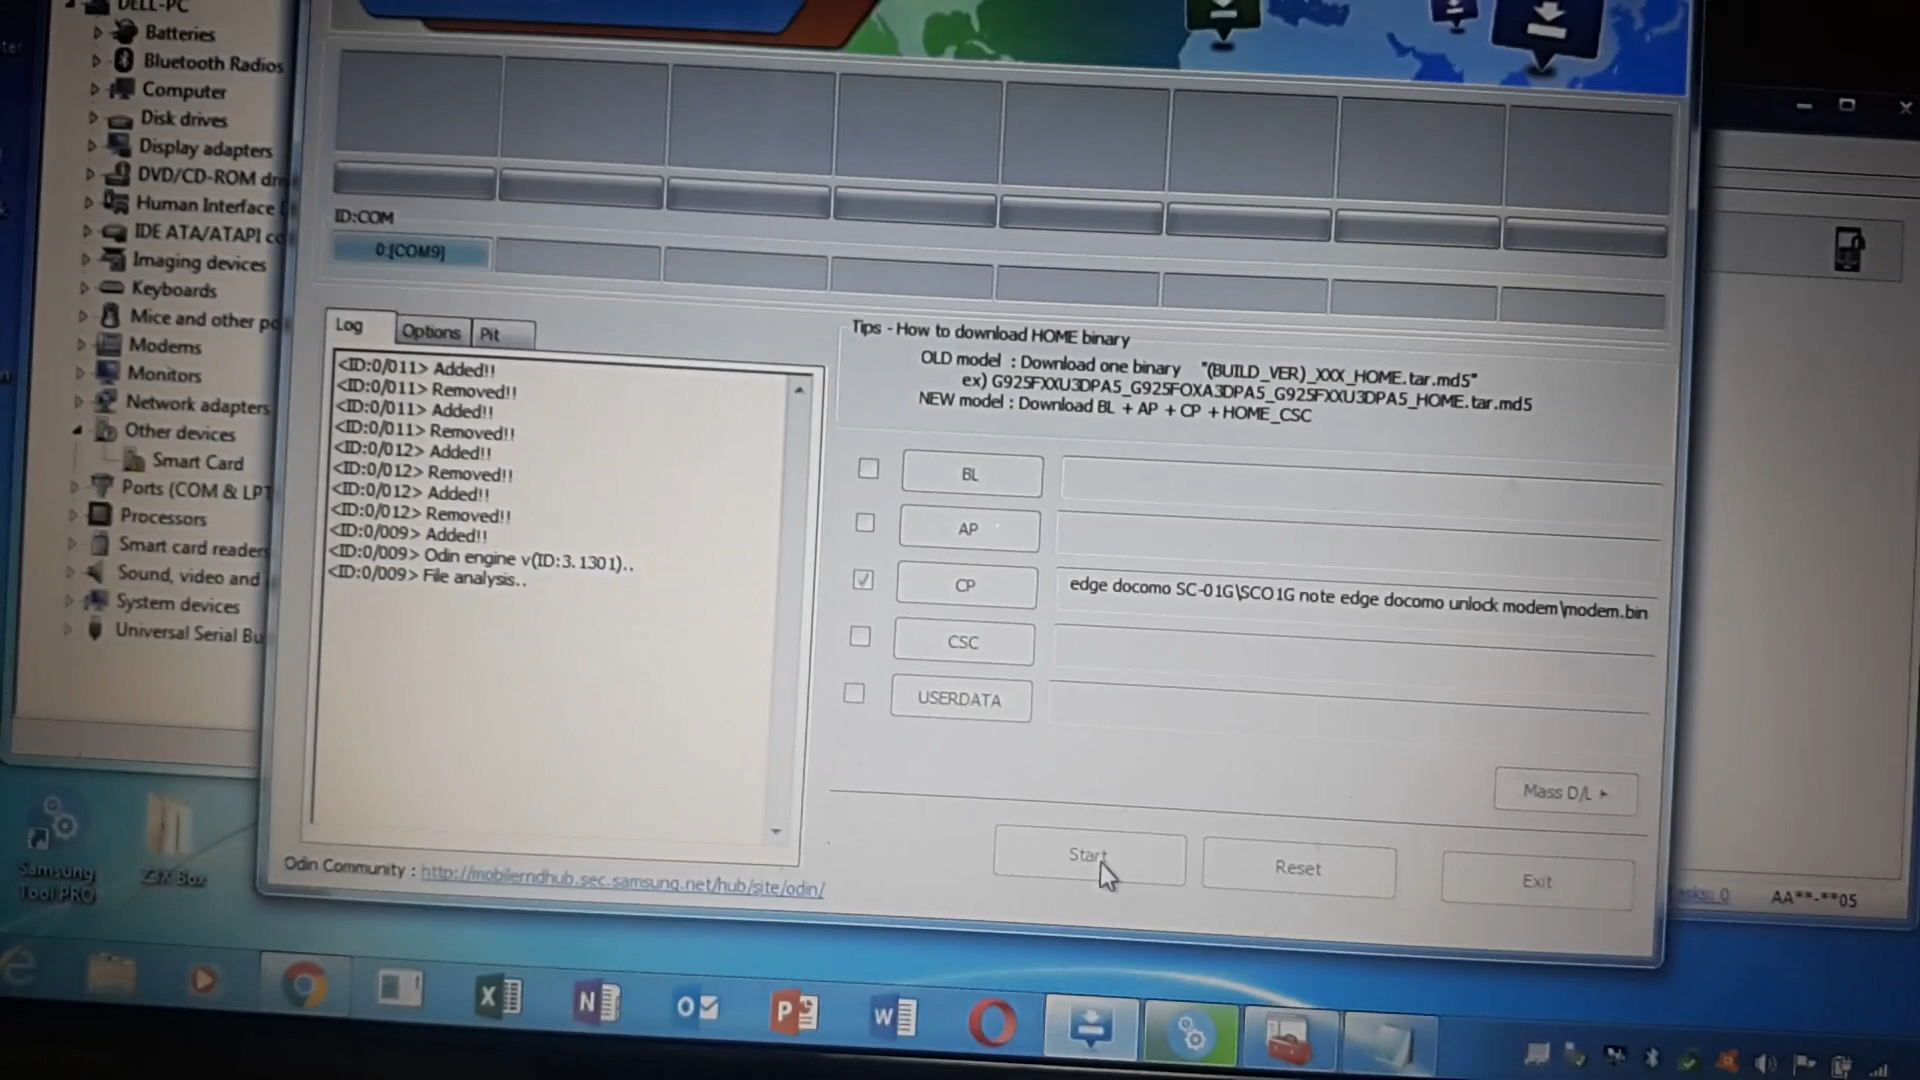 DELL-PC
Batteries
Bluetooth Radios
Computer
Disk drives
Display adapters
DVD/CD-ROM
Human Interface
IDE ATA/ATAPI
Imaging devices
Keyboards
Mice and other
Modems
Monitors
Network adapters
Other devices
Smart Card
Ports (COM & LPT
Processors
Smart card readers
Sound, video and
System devices
Universal Serial Bu
ID:COM
0:[COM9]
Log
Options
Pit
<ID:0/011> Added!!
<ID:0/011> Removed!!
<ID:0/011> Added!!
<ID:0/011> Removed!!
<ID:0/012> Added!!
<ID:0/012> Removed!!
<ID:0/012> Added!!
<ID:0/012> Removed!!
<ID:0/009> Added!!
<ID:0/009> Odin engine v(ID:3.1301)..
<ID:0/009> File analysis..
Tips - How to download HOME binary
OLD model : Download one binary "(BUILD_VER)_XXX_HOME.tar.md5"
ex) G925FXXU3DPA5_G925FOXA3DPA5_G925FXXU3DPA5_HOME.tar.md5
NEW model : Download BL + AP + CP + HOME_CSC
BL
AP
CP
edge docomo SC-01G\SCO1G note edge docomo unlock modem\modem.bin
CSC
USERDATA
Mass D/L
Start
Reset
Exit
Odin Community : http://mobilerndhub.sec.samsung.net/hub/site/odin/
Samsung
Tool PRO
Z3X Box
AA**-**05